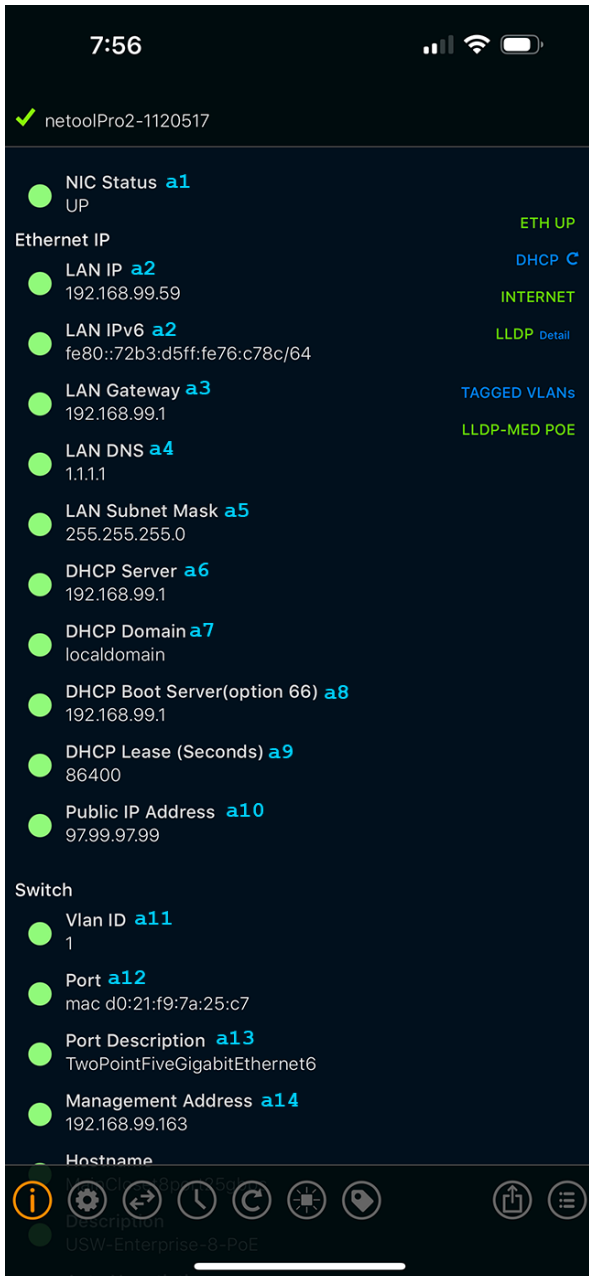 7:56
netoolPro2-1120517
NIC Status a1
UP
ETH UP
Ethernet IP
DHCP
LAN IP a2
192.168.99.59
INTERNET
LAN IPv6 a2
LLDP Detail
fe80::72b3:d5ff:fe76:c78c/64
LAN Gateway a3
TAGGED VLANs
192.168.99.1
LLDP-MED POE
LAN DNS a4
1.1.1.1
LAN Subnet Mask a5
255.255.255.0
DHCP Server a6
192.168.99.1
DHCP Domain a7
localdomain
DHCP Boot Server(option 66) a8
192.168.99.1
DHCP Lease (Seconds) a9
86400
Public IP Address a10
97.99.97.99
Switch
Vlan ID a11
1
Port a12
mac d0:21:f9:7a:25:c7
Port Description a13
TwoPointFiveGigabitEthernet6
Management Address a14
192.168.99.163
Hostname
Description
USW-Enterprise-8-PoE